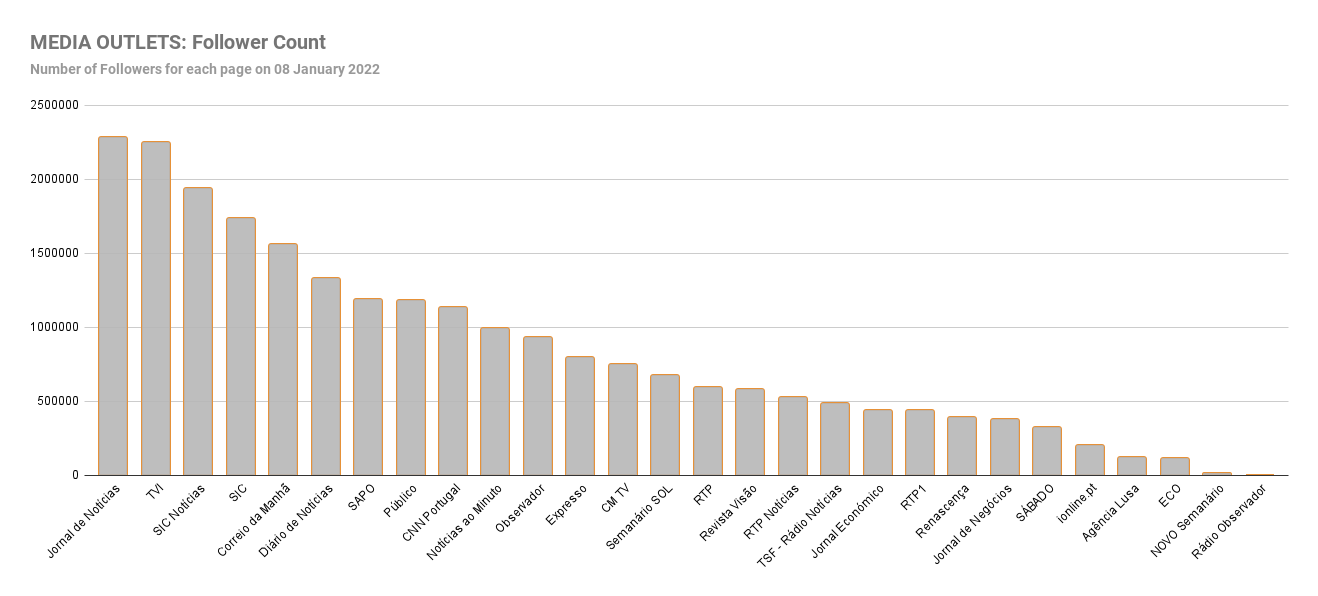 MEDIA OUTLETS: Follower Count
Number of Followers for each page on 08 January 2022
2500000
2000000
1500000
1000000
500000
0
Jornal de Notícias
TVI
SIC Notícias
SIC
Correio da Manhã
Diário de Notícias
SAPO
Público
CNN Portugal
Notícias ao Minuto
Observador
Expresso
CM TV
Semanário SOL
RTP
Revista Visão
RTP Notícias
TSF - Rádio Notícias
Jornal Económico
RTP1
Renascença
Jornal de Negócios
SÁBADO
ionline.pt
Agência Lusa
ECO
NOVO Semanário
Rádio Observador